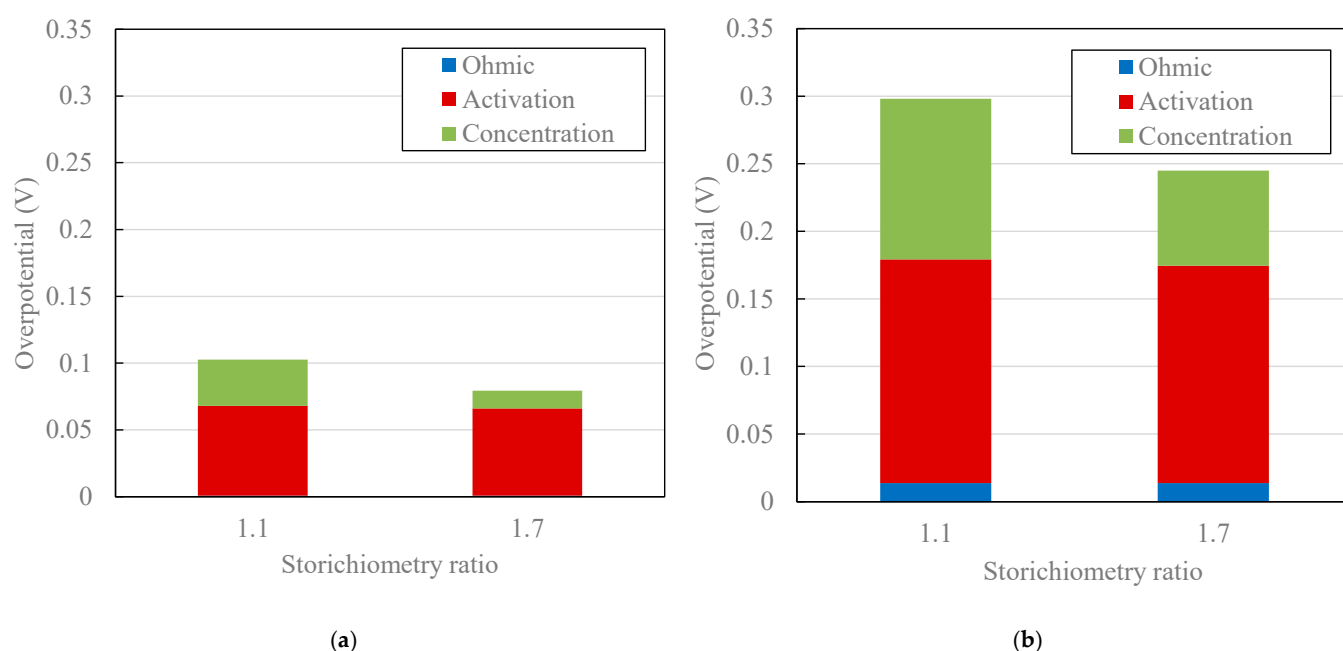 0.35
0.3
0.25
0.2
0.15
0.1
0.05
0
Overpotential (V)
Ohmic
Activation
Concentration
1.1 1.7
Storichiometry ratio
(a)
0.35
0.3
0.25
0.2
0.15
0.1
0.05
0
Overpotential (V)
Ohmic
Activation
Concentration
1.1 1.7
Storichiometry ratio
(b)